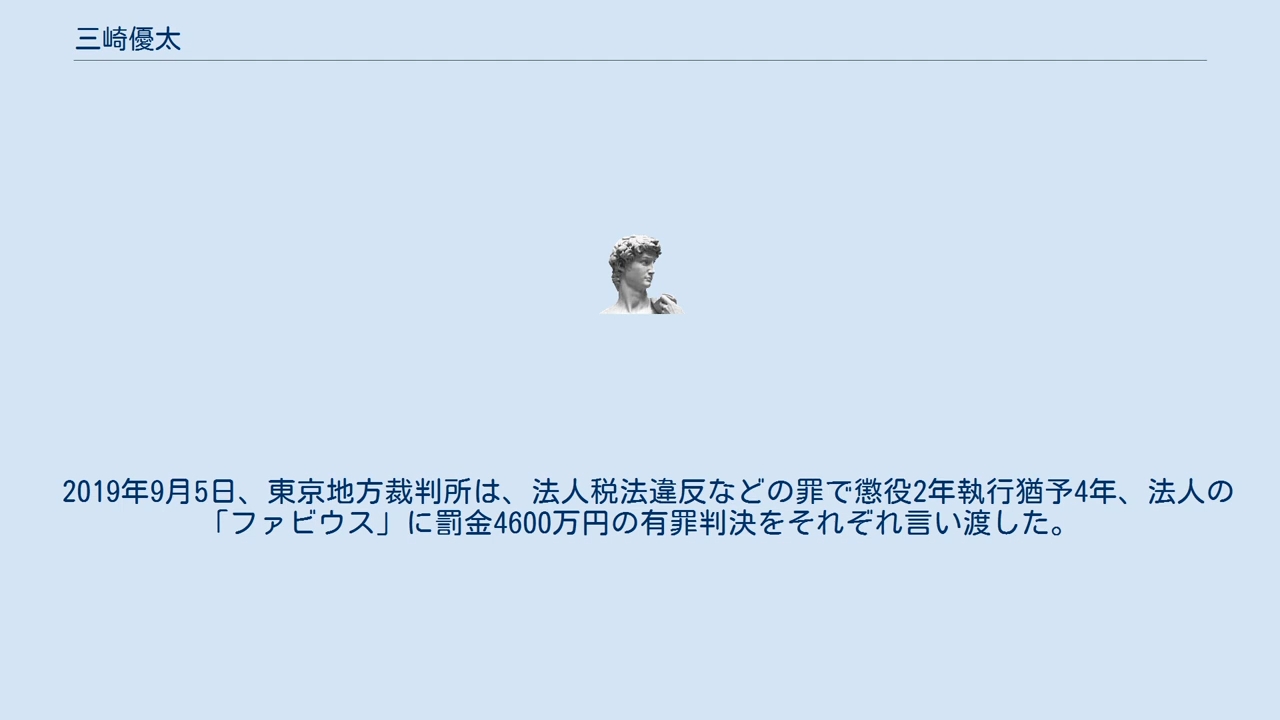 三崎優太
2019年9月5日、東京地方裁判所は、法人税法違反などの罪で懲役2年執行猶予4年、法人の
「ファビウス」に罰金4600万円の有罪判決をそれぞれ言い渡した。